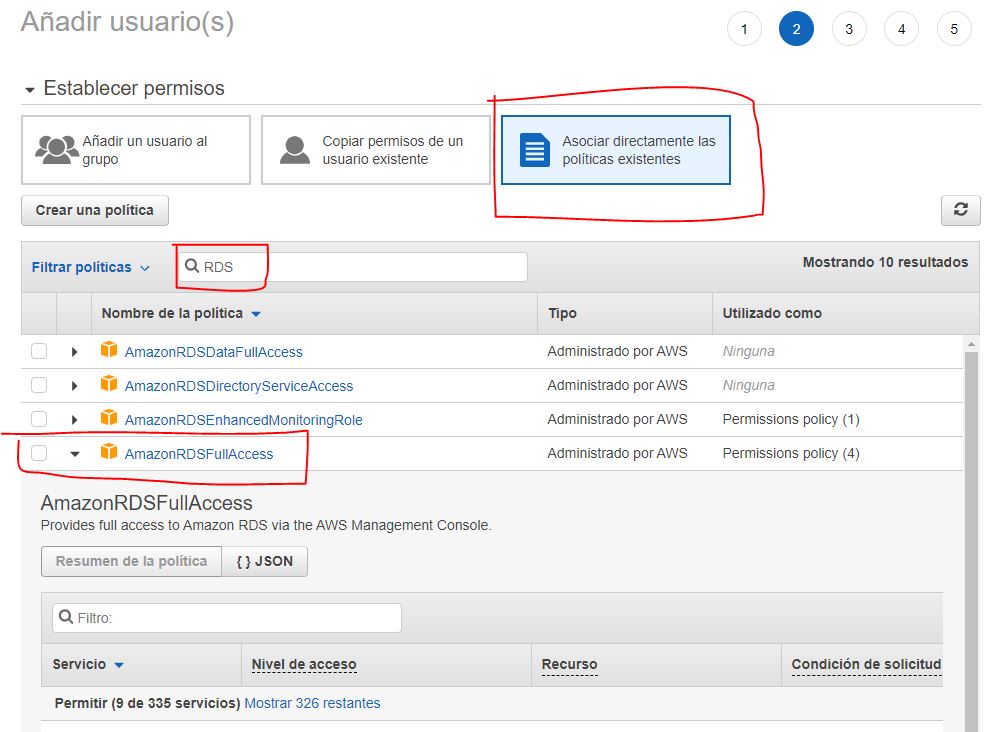 Añadir usuario(s)
1 2 3 4 5
Establecer permisos
Añadir un usuario al
grupo
Copiar permisos de un
usuario existente
Asociar directamente las
políticas existentes
Crear una política
Filtrar políticas
RDS
Mostrando 10 resultados
Nombre de la política Tipo Utilizado como
AmazonRDSDataFullAccess Administrado por AWS Ninguna
AmazonRDSDirectoryServiceAccess Administrado por AWS Ninguna
AmazonRDSEnhancedMonitoringRole Administrado por AWS Permissions policy (1)
AmazonRDSFullAccess Administrado por AWS Permissions policy (4)
AmazonRDSFullAccess
Provides full access to Amazon RDS via the AWS Management Console.
Resumen de la política { } JSON
Filtro:
Servicio Nivel de acceso Recurso Condición de solicitud
Permitir (9 de 335 servicios) Mostrar 326 restantes